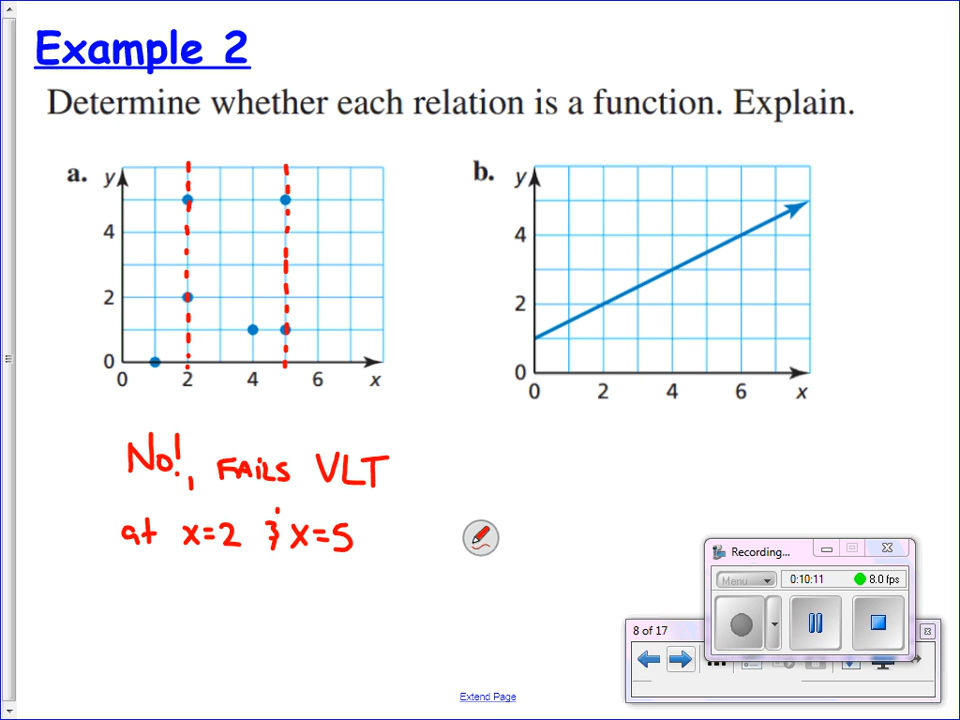 Example 2
Determine whether each relation is a function. Explain.
a.
y
4
2
0
0 2 4 6 x
b.
y
4
2
0
0 2 4 6 x
No!, FAILS VLT
at x=2 & x=5
Recording...
Menu 0:10:11 8.0 fps
8 of 17
Extend Page